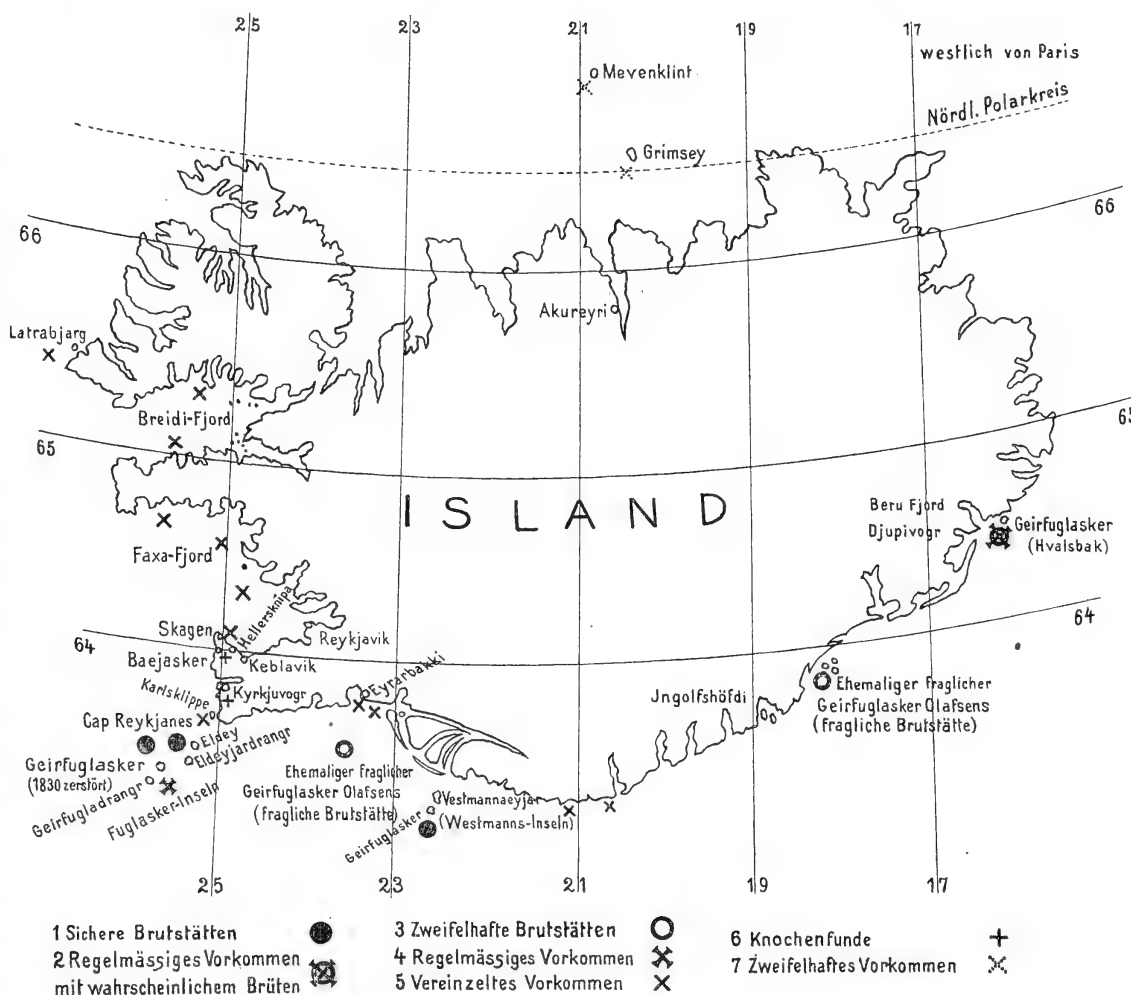 25
23
21
19
17
westlich von Paris
Mevenklint
Nördl. Polarkreis
Grimsey
66
66
Akureyri
Latrabjarg
Breidi-Fjord
65
65
ISLAND
Beru Fjord
Djupivogr
Geirfuglasker
(Hvalsbak)
Faxa-Fjord
Skagen
Hellersknipa
Reykjavik
64
64
Baejasker
Keblavik
Karlsklippe
Kyrkjuvogr
Eyrarbakki
Cap Reykjanes
Eldey
Eldeyjardrangr
Geirfuglasker
(1830 zerstört)
Geirfugladrangr
Fuglasker-Inseln
Ehemaliger fraglicher
Geirfuglasker Olafsens
(fragliche Brutstätte)
Vestmannaeyjar
(Westmanns-Inseln)
Geirfuglasker
Jngolfshöfdi
Ehemaliger fraglicher
Geirfuglasker Olafsens
(fragliche Brutstätte)
25
23
21
19
17
1 Sichere Brutstätten
2 Regelmässiges Vorkommen
mit wahrscheinlichem Brüten
3 Zweifelhafte Brutstätten
4 Regelmässiges Vorkommen
5 Vereinzeltes Vorkommen
6 Knochenfunde
7 Zweifelhaftes Vorkommen